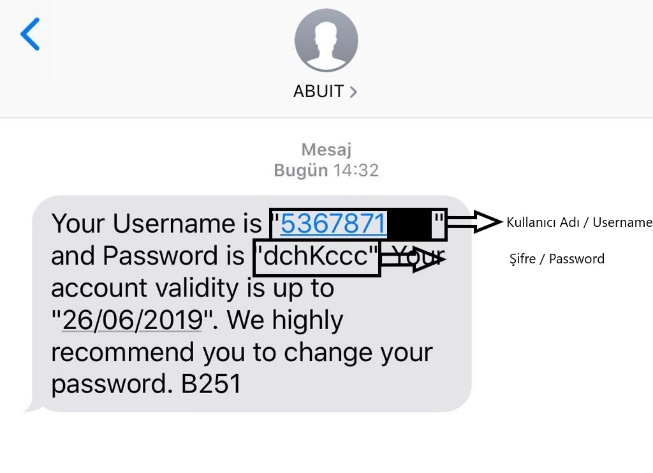 ABUIT >
Mesaj
Bugün 14:32
Your Username is "5367871 "
Kullanıcı Adı / Username
and Password is "dchKccc" Your
Şifre / Password
account validity is up to
"26/06/2019". We highly
recommend you to change your
password. B251